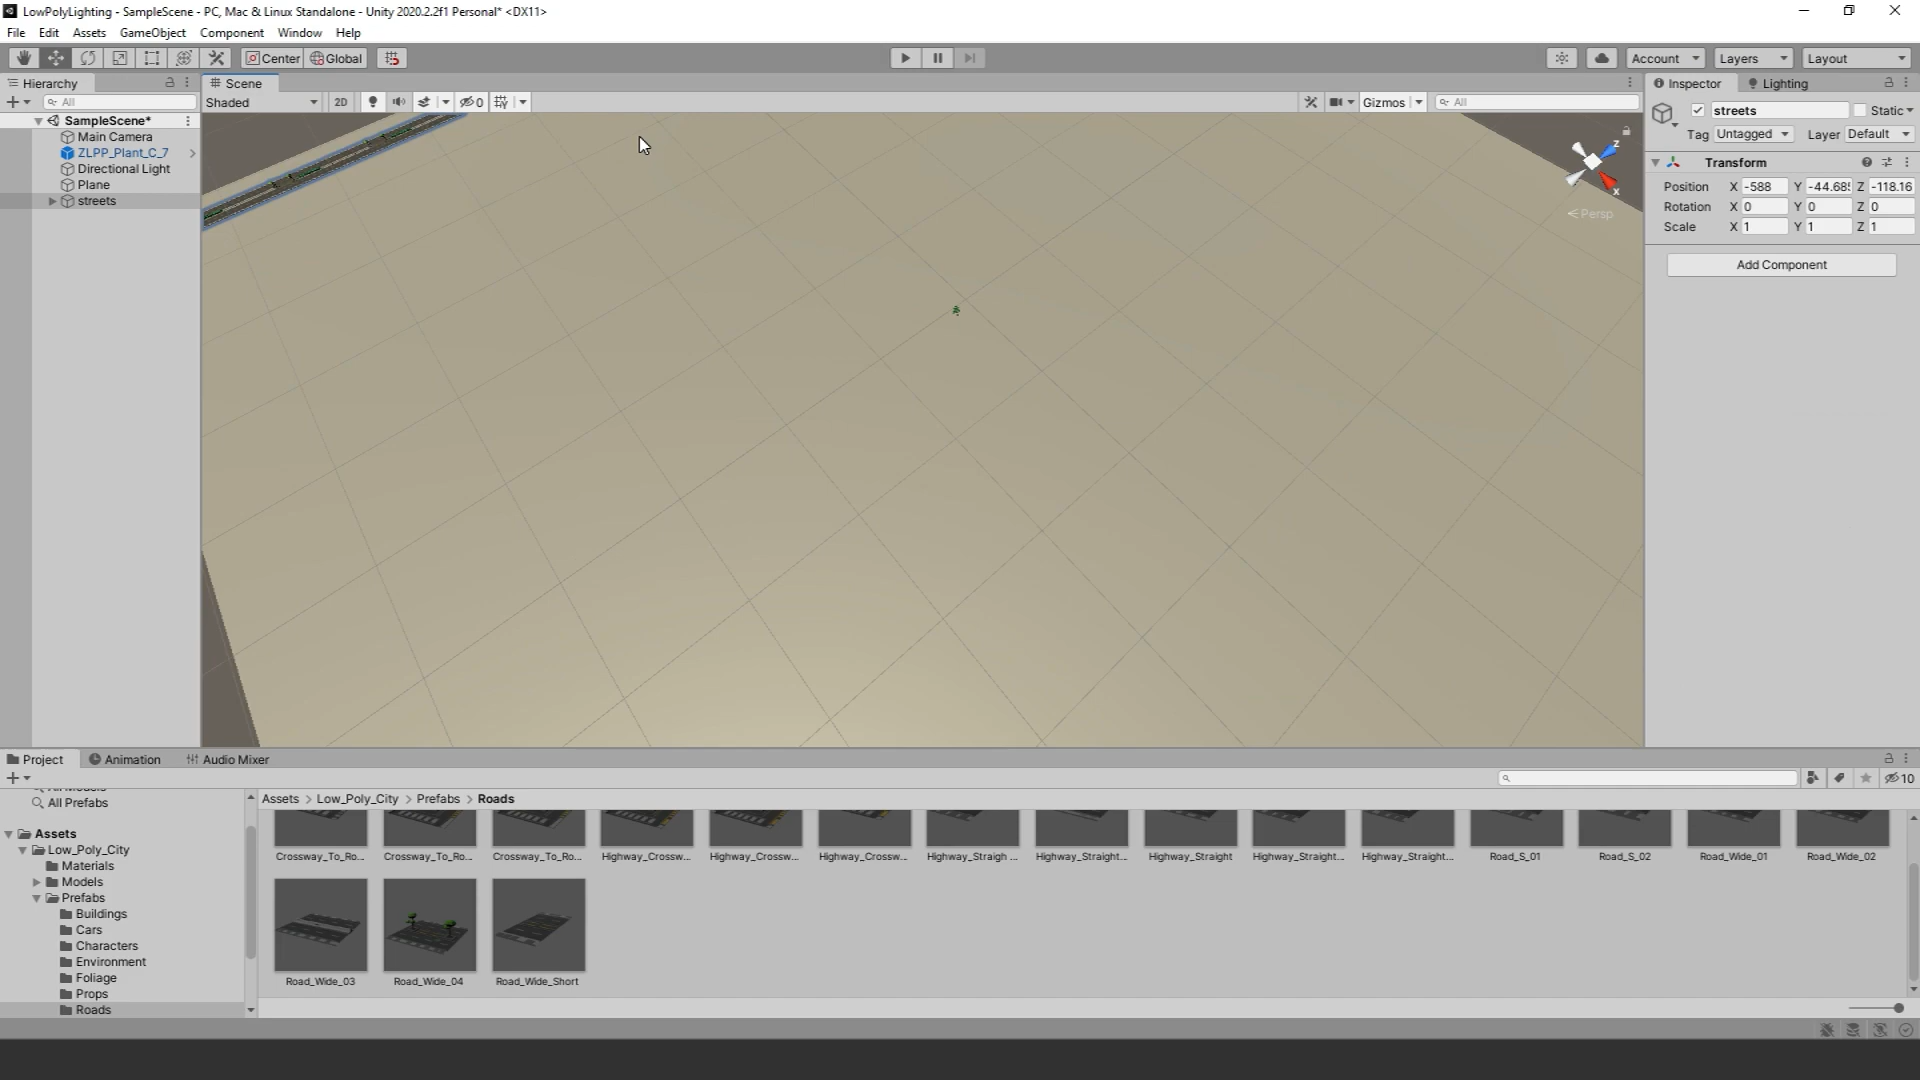 LowPolyLighting - SampleScene - PC, Mac & Linux Standalone - Unity 2020.2.2f1 Personal* <DX11>
File Edit Assets GameObject Component Window Help
Center Global Account Layers Layout
Hierarchy Scene Inspector Lighting
All Shaded 2D 0 Gizmos All
SampleScene*
Main Camera
ZLPP_Plant_C_7
Directional Light
Plane
streets
streets Static
Tag Untagged Layer Default
Transform
Position X -588 Y -44.685 Z -118.16
Rotation X 0 Y 0 Z 0
Scale X 1 Y 1 Z 1
Add Component
z
x
Persp
Project Animation Audio Mixer
10
All Prefabs
Assets
Low_Poly_City
Materials
Models
Prefabs
Buildings
Cars
Characters
Environment
Foliage
Props
Roads
Assets > Low_Poly_City > Prefabs > Roads
Crossway_To_Ro... Crossway_To_Ro... Crossway_To_Ro... Highway_Crossw... Highway_Crossw... Highway_Crossw... Highway_Straigh ... Highway_Straight... Highway_Straight Highway_Straight... Highway_Straight... Road_S_01 Road_S_02 Road_Wide_01 Road_Wide_02
Road_Wide_03 Road_Wide_04 Road_Wide_Short